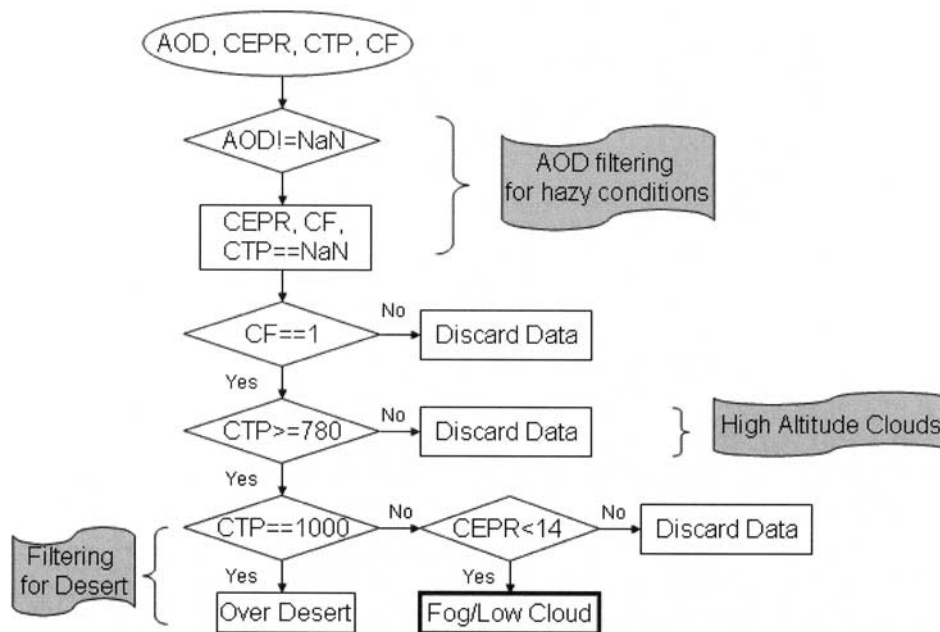 AOD, CEPR, CTP, CF
AOD!=NaN
AOD filtering
for hazy conditions
CEPR, CF,
CTP==NaN
CF==1
No
Discard Data
Yes
CTP>=780
No
Discard Data
High Altitude Clouds
Yes
CTP==1000
No
CEPR<14
No
Discard Data
Filtering
for Desert
Yes
Over Desert
Yes
Fog/Low Cloud